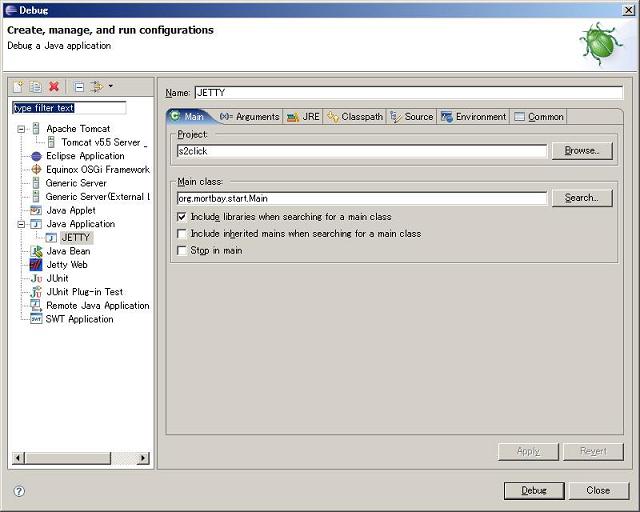 Debug
Create, manage, and run configurations
Debug a Java application
type filter text
Apache Tomcat
Tomcat v5.5 Server _
Eclipse Application
Equinox OSGi Framework
Generic Server
Generic Server(External L
Java Applet
Java Application
JETTY
Java Bean
Jetty Web
JUnit
JUnit Plug-in Test
Remote Java Application
SWT Application
Name: JETTY
Main Arguments JRE Classpath Source Environment Common
Project:
s2click Browse...
Main class:
org.mortbay.start.Main Search...
Include libraries when searching for a main class
Include inherited mains when searching for a main class
Stop in main
Apply Revert
Debug Close